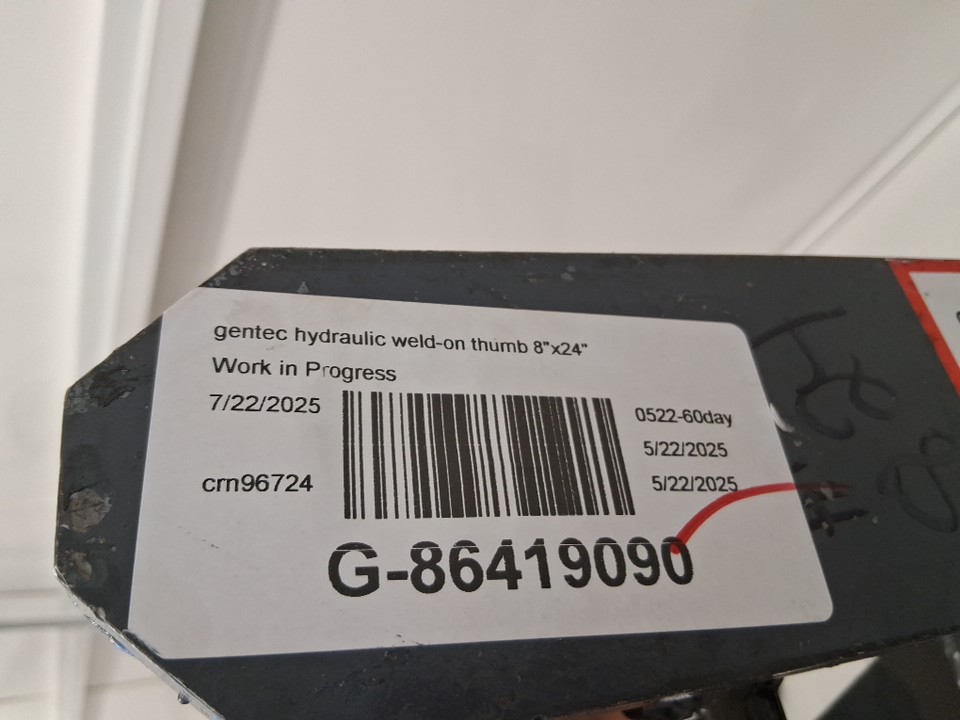 gentec hydraulic weld-on thumb 8"x24"
Work in Progress
7/22/2025
0522-60day
5/22/2025
crn96724
5/22/2025
G-86419090